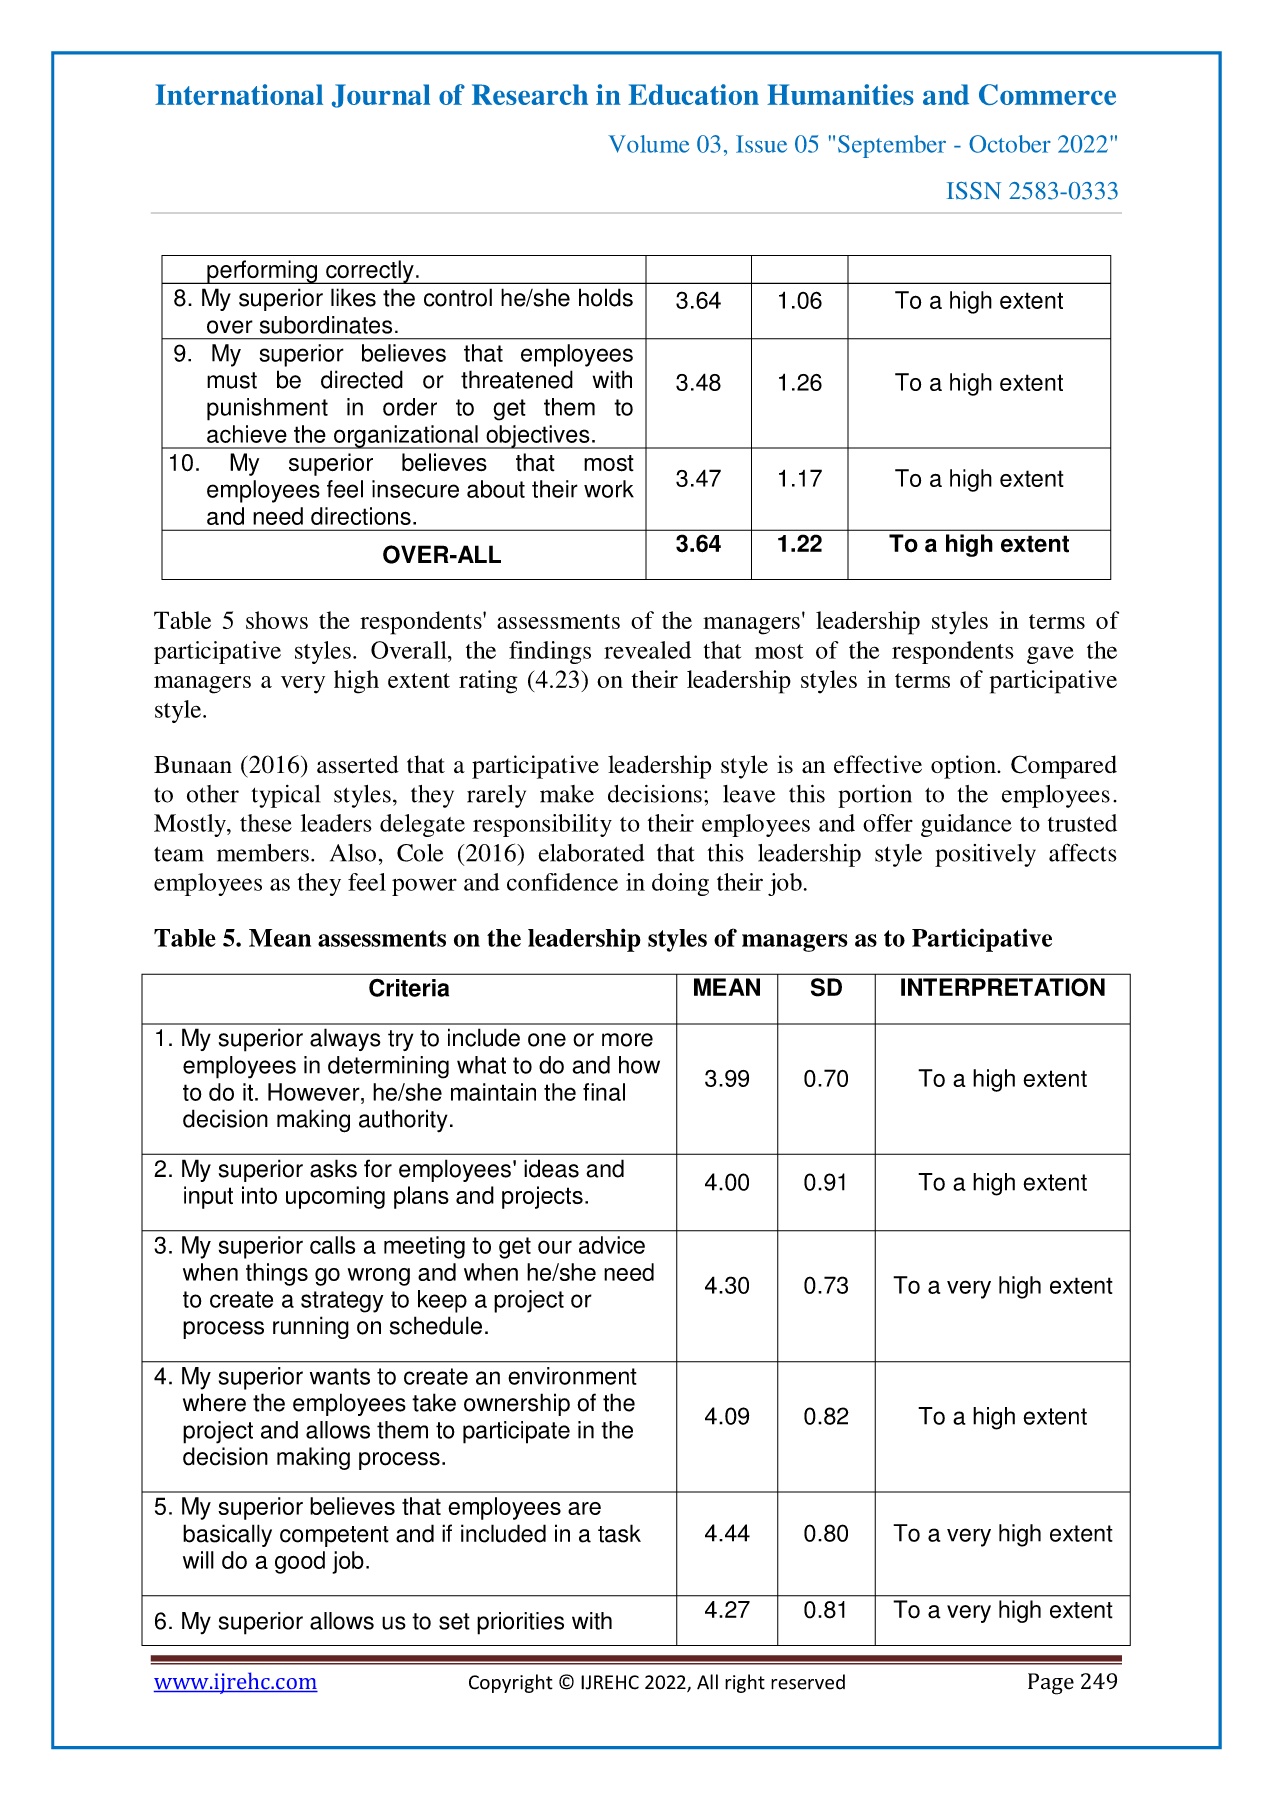 International Journal of Research in Education Humanities and Commerce
Volume 03, Issue 05 "September - October 2022"
ISSN 2583-0333
performing correctly.
8. My superior likes the control he/she holds
over subordinates.
3.64 1.06 To a high extent
9. My superior believes that employees
must be directed or threatened with
punishment in order to get them to
achieve the organizational objectives.
3.48 1.26 To a high extent
10. My superior believes that most
employees feel insecure about their work
and need directions.
3.47 1.17 To a high extent
OVER-ALL 3.64 1.22 To a high extent
Table 5 shows the respondents' assessments of the managers' leadership styles in terms of
participative styles. Overall, the findings revealed that most of the respondents gave the
managers a very high extent rating (4.23) on their leadership styles in terms of participative
style.
Bunaan (2016) asserted that a participative leadership style is an effective option. Compared
to other typical styles, they rarely make decisions; leave this portion to the employees.
Mostly, these leaders delegate responsibility to their employees and offer guidance to trusted
team members. Also, Cole (2016) elaborated that this leadership style positively affects
employees as they feel power and confidence in doing their job.
Table 5. Mean assessments on the leadership styles of managers as to Participative
Criteria MEAN SD INTERPRETATION
1. My superior always try to include one or more
employees in determining what to do and how
to do it. However, he/she maintain the final
decision making authority.
3.99 0.70 To a high extent
2. My superior asks for employees' ideas and
input into upcoming plans and projects.
4.00 0.91 To a high extent
3. My superior calls a meeting to get our advice
when things go wrong and when he/she need
to create a strategy to keep a project or
process running on schedule.
4.30 0.73 To a very high extent
4. My superior wants to create an environment
where the employees take ownership of the
project and allows them to participate in the
decision making process.
4.09 0.82 To a high extent
5. My superior believes that employees are
basically competent and if included in a task
will do a good job.
4.44 0.80 To a very high extent
6. My superior allows us to set priorities with
4.27 0.81 To a very high extent
www.ijrehc.com Copyright © IJREHC 2022, All right reserved Page 249